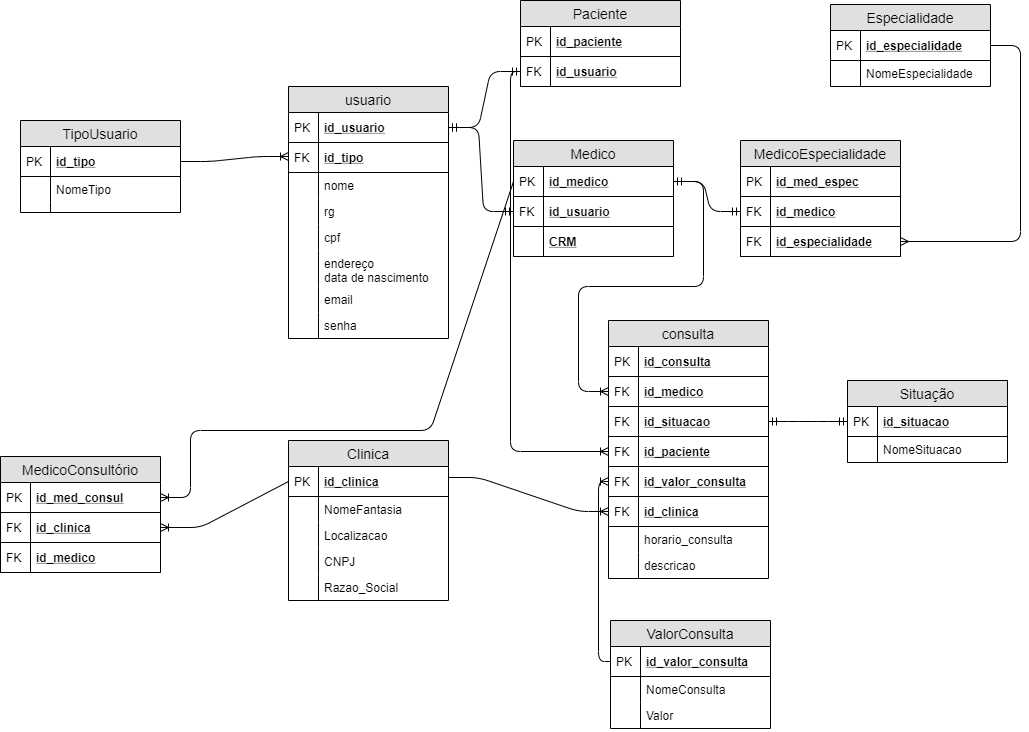 Paciente
PK id_paciente
FK id_usuario
Especialidade
PK id_especialidade
NomeEspecialidade
usuario
PK id_usuario
FK id_tipo
nome
rg
cpf
endereço
data de nascimento
email
senha
TipoUsuario
PK id_tipo
NomeTipo
Medico
PK id_medico
FK id_usuario
CRM
MedicoEspecialidade
PK id_med_espec
FK id_medico
FK id_especialidade
consulta
PK id_consulta
FK id_medico
FK id_situacao
FK id_paciente
FK id_valor_consulta
FK id_clinica
horario_consulta
descricao
Situação
PK id_situacao
NomeSituacao
MedicoConsultório
PK id_med_consul
FK id_clinica
FK id_medico
Clinica
PK id_clinica
NomeFantasia
Localizacao
CNPJ
Razao_Social
ValorConsulta
PK id_valor_consulta
NomeConsulta
Valor